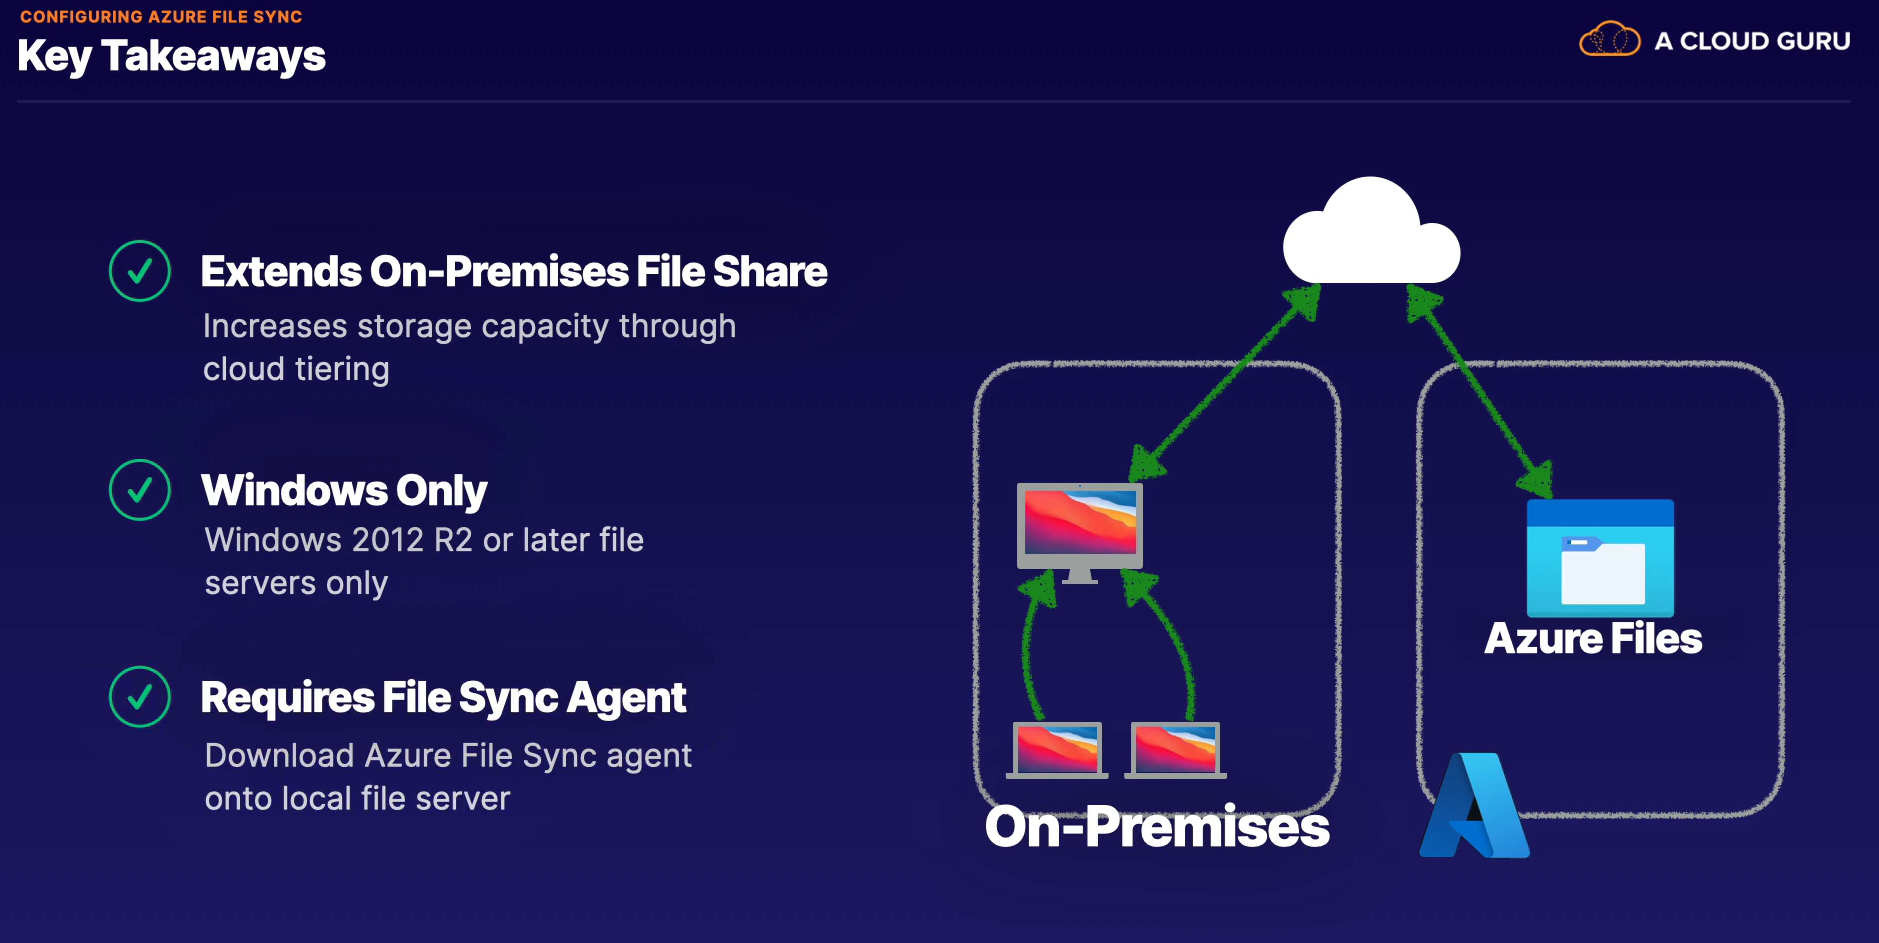 CONFIGURING AZURE FILE SYNC
Key Takeaways
A CLOUD GURU
Extends On-Premises File Share
Increases storage capacity through
cloud tiering
Windows Only
Windows 2012 R2 or later file
servers only
Requires File Sync Agent
Download Azure File Sync agent
onto local file server
Azure Files
On-Premises